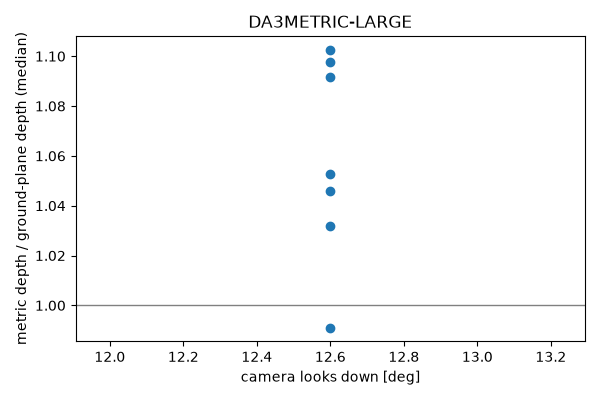 DA3METRIC-LARGE
metric depth / ground-plane depth (median)
1.10
1.08
1.06
1.04
1.02
1.00
12.0 12.2 12.4 12.6 12.8 13.0 13.2
camera looks down [deg]